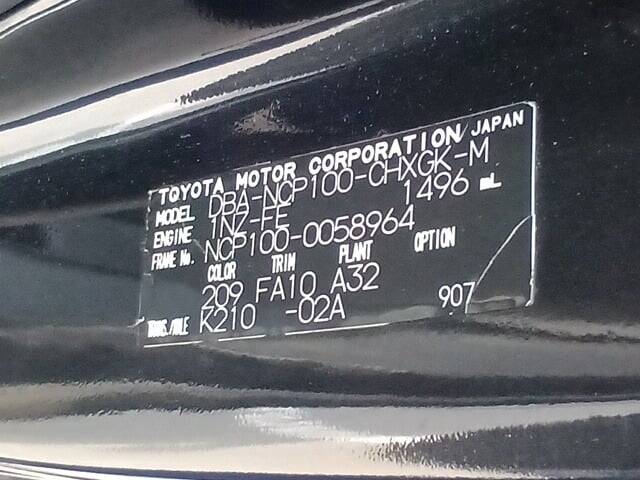 TOYOTA MOTOR CORPORATION/JAPAN
MODEL DBA-NCP100-CHXGK-M
ENGINE 1NZ-FE 1496 mL
FRAME No. NCP100-0058964
COLOR TRIM PLANT OPTION
209 FA10 A32
TRANS./AXLE K210 -02A 907